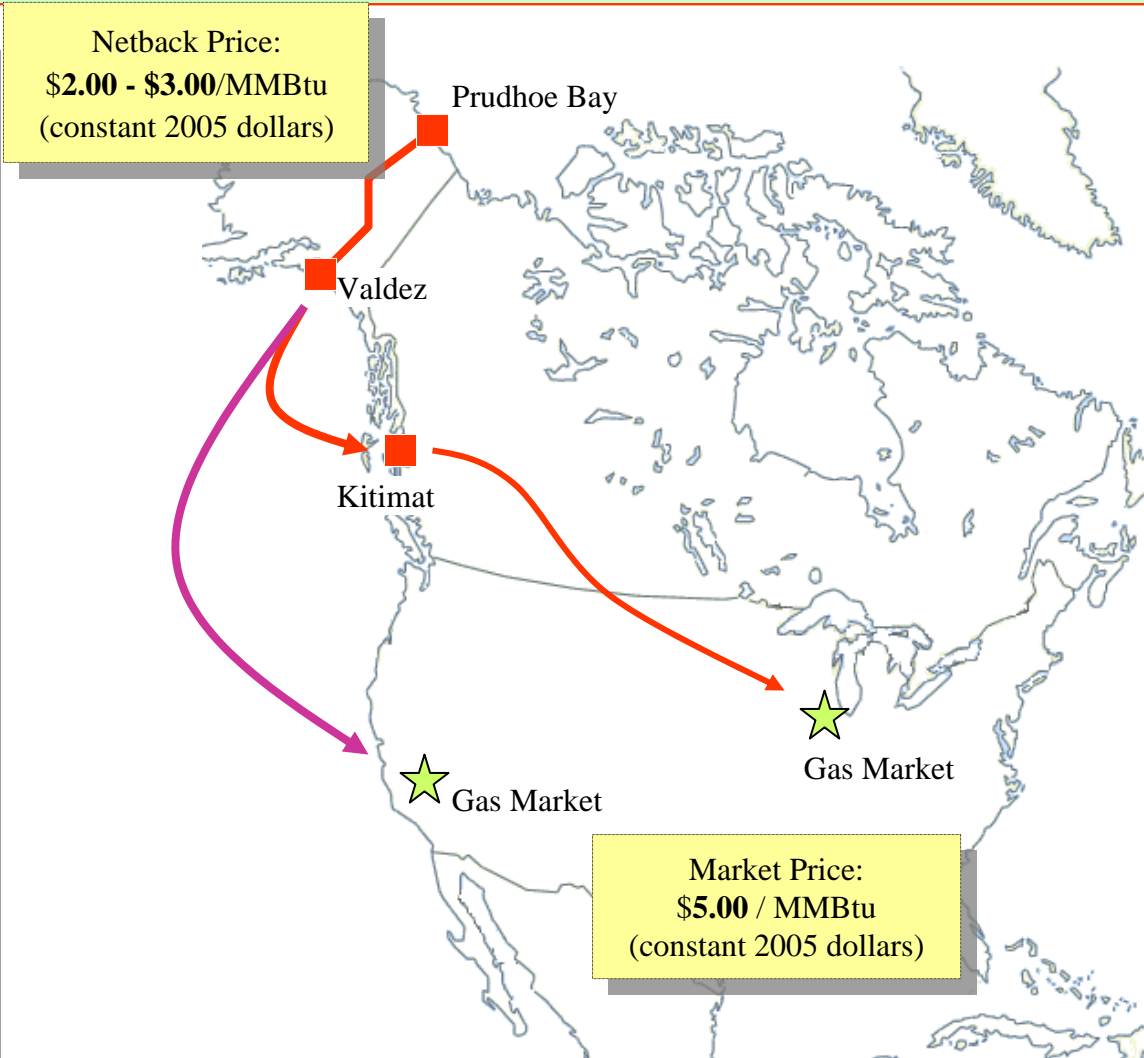 Netback Price:
$2.00 - $3.00/MMBtu
(constant 2005 dollars)
Prudhoe Bay
Valdez
Kitimat
Gas Market
Gas Market
Market Price:
$5.00 / MMBtu
(constant 2005 dollars)